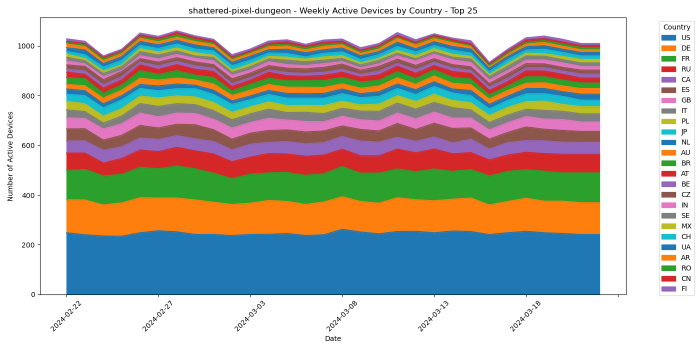 shattered-pixel-dungeon - Weekly Active Devices by Country - Top 25
Number of Active Devices
1000
800
600
400
200
0
2024-02-22
2024-02-27
2024-03-03
2024-03-08
2024-03-13
2024-03-18
Date
Country
US
DE
FR
RU
CA
ES
GB
IT
PL
JP
NL
AU
BR
AT
BE
CZ
IN
SE
MX
CH
UA
AR
RO
CN
FI